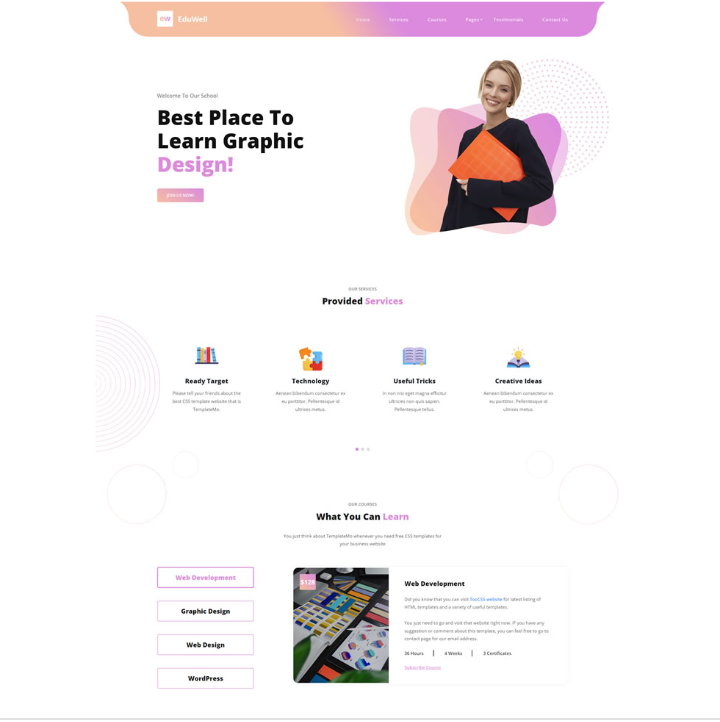 ew EduWell
Home Services Courses Pages Testimonials Contact Us
Welcome To Our School
Best Place To
Learn Graphic
Design!
JOIN US NOW!
OUR SERVICES
Provided Services
Ready Target
Please tell your friends about the
best CSS template website that is
TemplateMo.
Technology
Aenean bibendum consectetur ex
eu porttitor. Pellentesque id
ultrices metus.
Useful Tricks
In non nisi eget magna efficitur
ultricies non quis sapien.
Pellentesque tellus.
Creative Ideas
Aenean bibendum consectetur ex
eu porttitor. Pellentesque id
ultrices metus.
OUR COURSES
What You Can Learn
You just think about TemplateMo whenever you need free CSS templates for
your business website
Web Development
Graphic Design
Web Design
WordPress
$128
Web Development
Did you know that you can visit TooCSS website for latest listing of
HTML templates and a variety of useful templates.
You just need to go and visit that website right now. IF you have any
suggestion or comment about this template, you can feel free to go to
contact page for our email address.
36 Hours
4 Weeks
3 Certificates
Subscribe Course